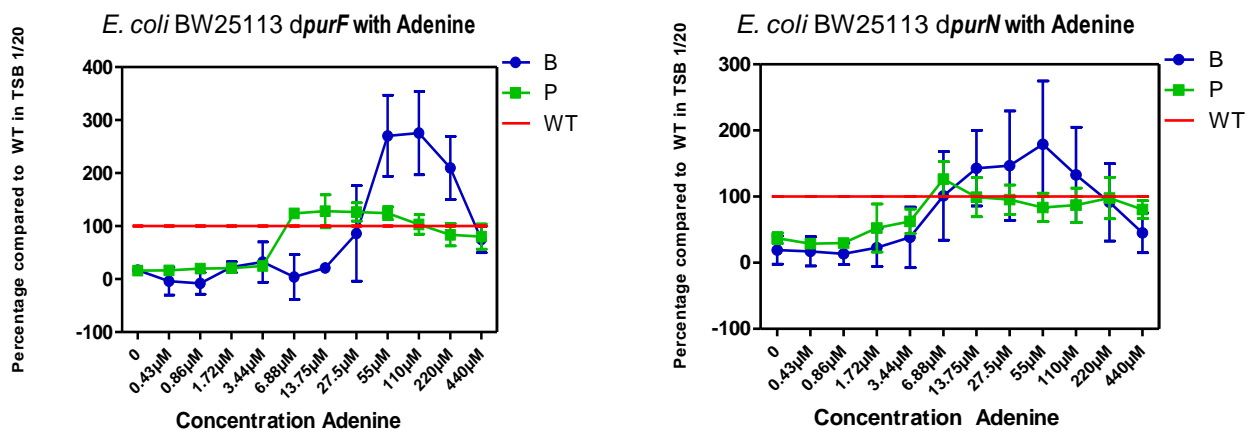 E. coli BW25113 dpurF with Adenine
Percentage compared to WT in TSB 1/20
400
300
200
100
0
-100
B
P
WT
0
0.43µM
0.86µM
1.72µM
3.44µM
6.88µM
13.75µM
27.5µM
55µM
110µM
220µM
440µM
Concentration Adenine
E. coli BW25113 dpurN with Adenine
Percentage compared to WT in TSB 1/20
300
200
100
0
-100
B
P
WT
0
0.43µM
0.86µM
1.72µM
3.44µM
6.88µM
13.75µM
27.5µM
55µM
110µM
220µM
440µM
Concentration Adenine